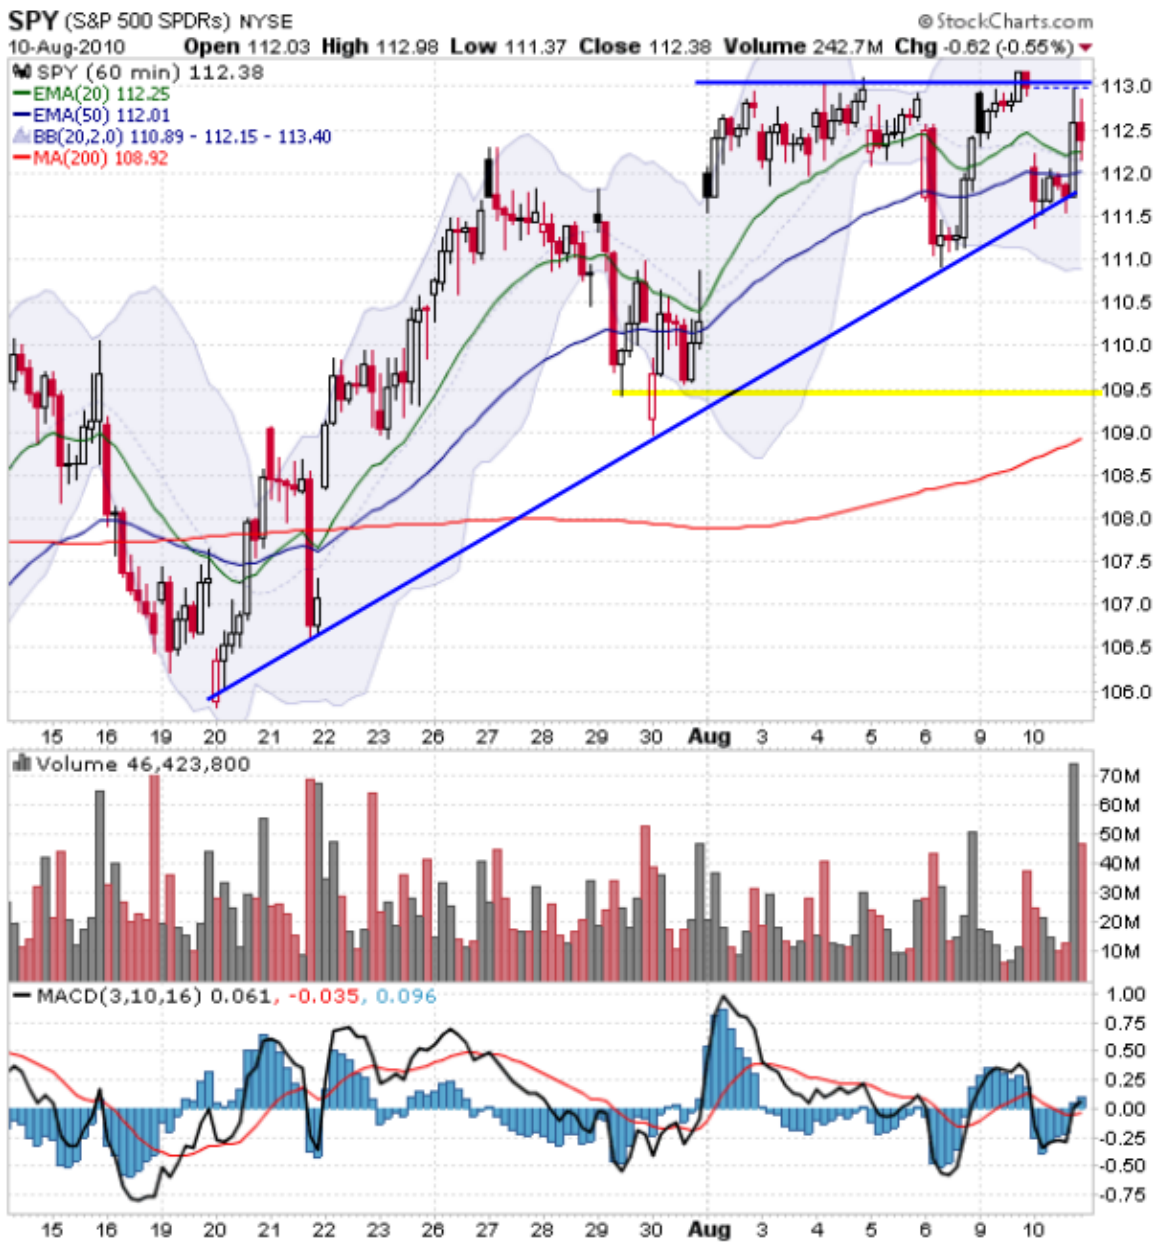 SPY (S&P 500 SPDRs) NYSE © StockCharts.com
10-Aug-2010 Open 112.03 High 112.98 Low 111.37 Close 112.38 Volume 242.7M Chg -0.62 (-0.55%)
SPY (60 min) 112.38
EMA(20) 112.25
EMA(50) 112.01
BB(20,2.0) 110.89 - 112.15 - 113.40
MA(200) 108.92
113.0
112.5
112.0
111.5
111.0
110.5
110.0
109.5
109.0
108.5
108.0
107.5
107.0
106.5
106.0
15 16 19 20 21 22 23 26 27 28 29 30 Aug 3 4 5 6 9 10
Volume 46,423,800
70M
60M
50M
40M
30M
20M
10M
MACD(3,10,16) 0.061, -0.035, 0.096
1.00
0.75
0.50
0.25
0.00
-0.25
-0.50
-0.75
15 16 19 20 21 22 23 26 27 28 29 30 Aug 3 4 5 6 9 10